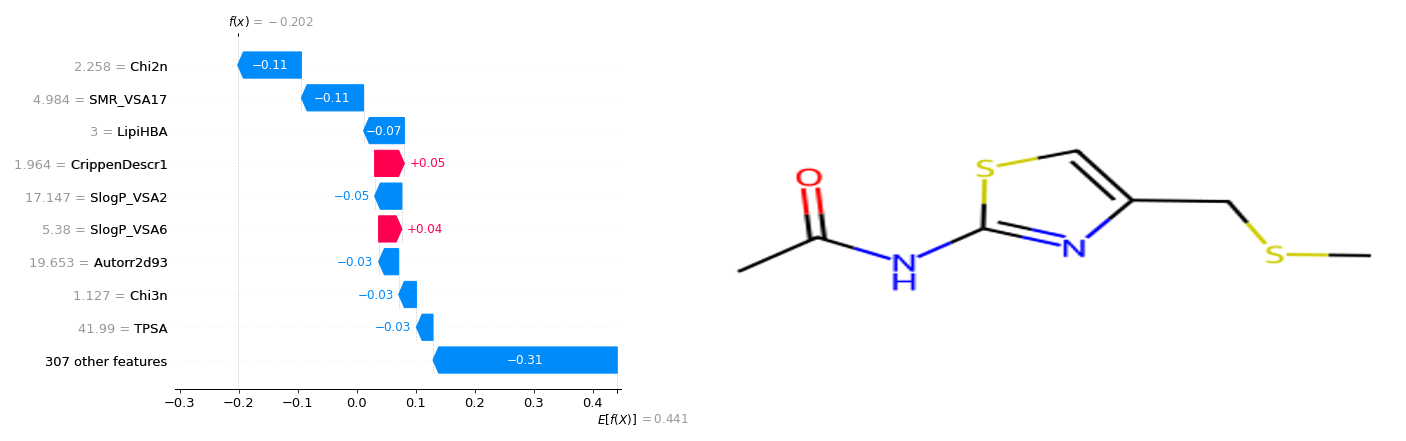 f(x) = −0.202
2.258 = Chi2n
−0.11
4.984 = SMR_VSA17
−0.11
3 = LipiHBA
−0.07
1.964 = CrippenDescr1
+0.05
17.147 = SlogP_VSA2
−0.05
5.38 = SlogP_VSA6
+0.04
19.653 = Autorr2d93
−0.03
1.127 = Chi3n
−0.03
41.99 = TPSA
−0.03
307 other features
−0.31
−0.3 −0.2 −0.1 0.0 0.1 0.2 0.3 0.4
E[f(X)] = 0.441
O
S
N
H
N
S